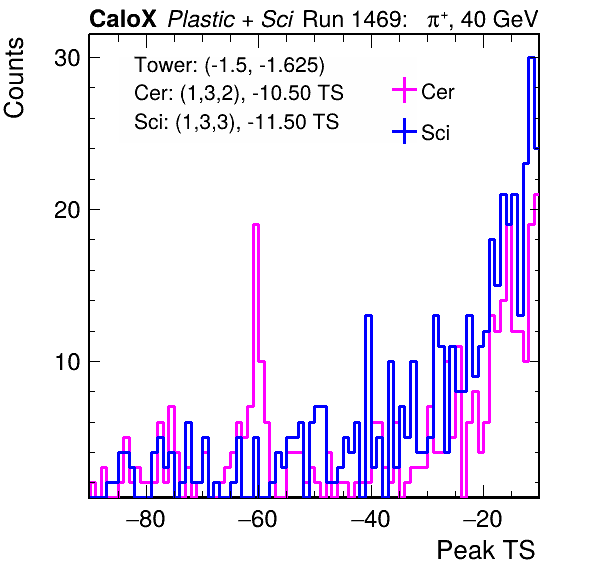 CaloX Plastic + Sci Run 1469: π⁺, 40 GeV
Counts
Tower: (-1.5, -1.625)
Cer: (1,3,2), -10.50 TS
Sci: (1,3,3), -11.50 TS
Cer
Sci
30
20
10
−80 −60 −40 −20
Peak TS